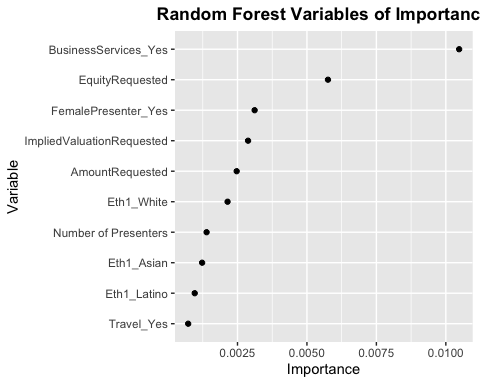 Random Forest Variables of Importanc
BusinessServices_Yes
EquityRequested
FemalePresenter_Yes
ImpliedValuationRequested
AmountRequested
Eth1_White
Number of Presenters
Eth1_Asian
Eth1_Latino
Travel_Yes
Variable
0.0025 0.0050 0.0075 0.0100
Importance